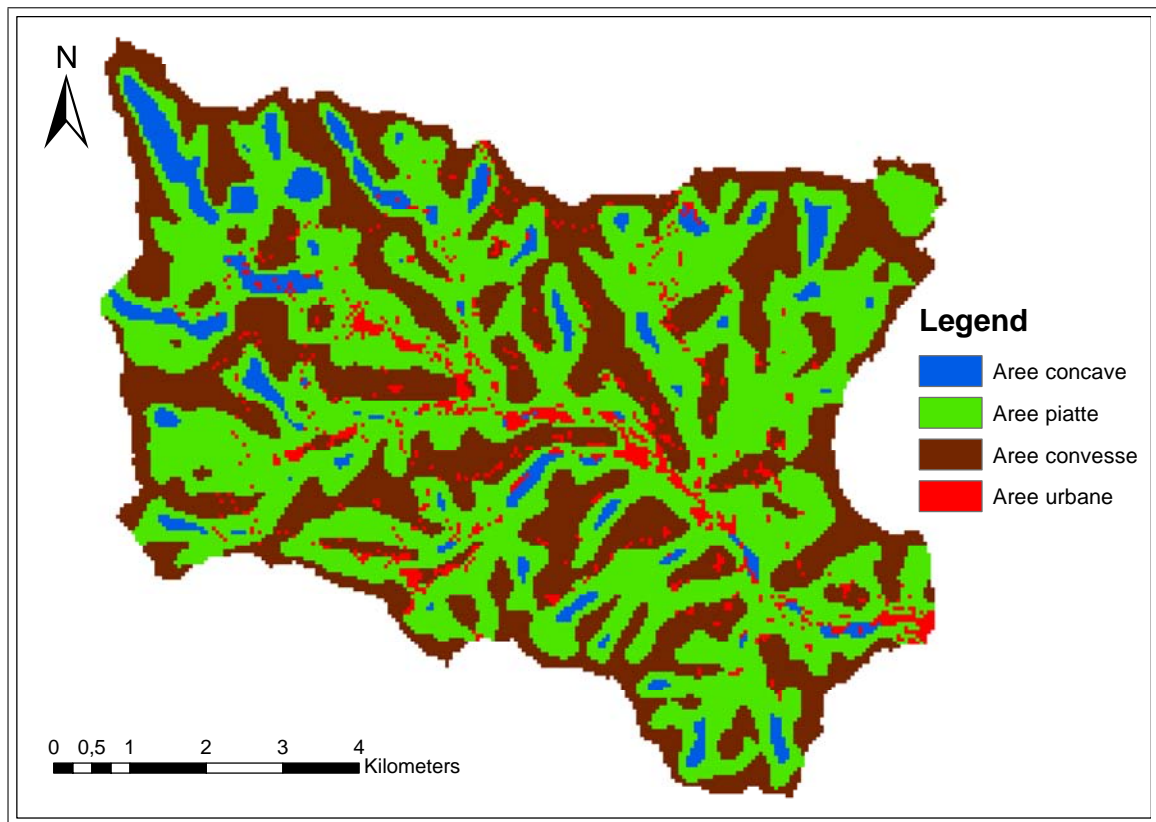 N
Legend
Aree concave
Aree piatte
Aree convesse
Aree urbane
0 0,5 1 2 3 4
Kilometers